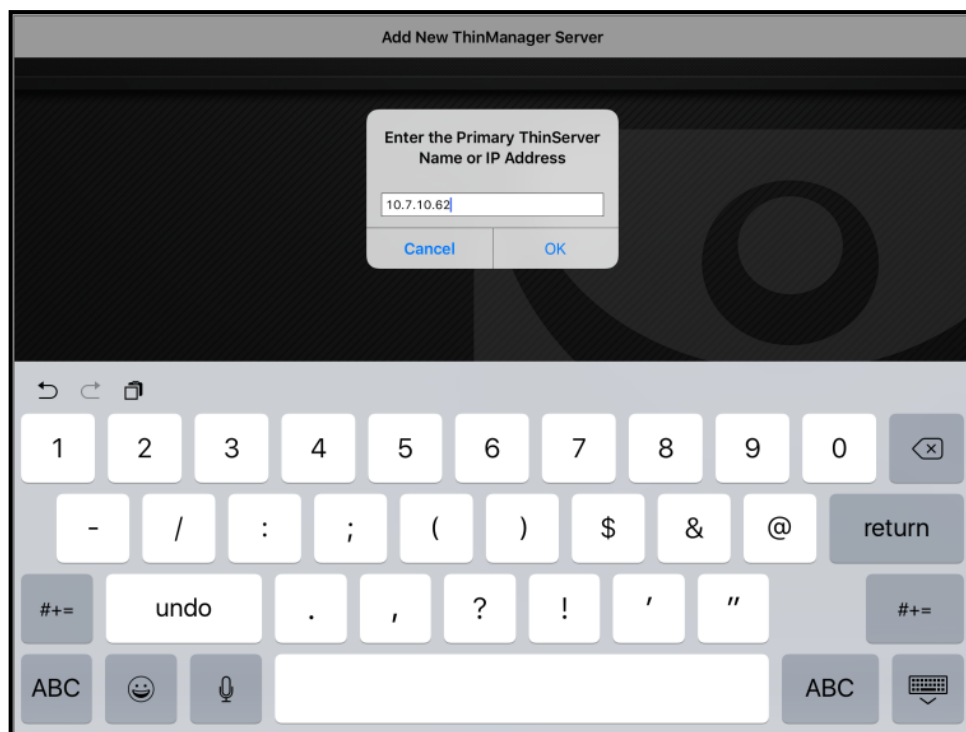 Add New ThinManager Server
Enter the Primary ThinServer
Name or IP Address
10.7.10.62
Cancel OK
1 2 3 4 5 6 7 8 9 0
- / : ; ( ) $ & @ return
#+= undo . , ? ! ' " #+=
ABC ABC